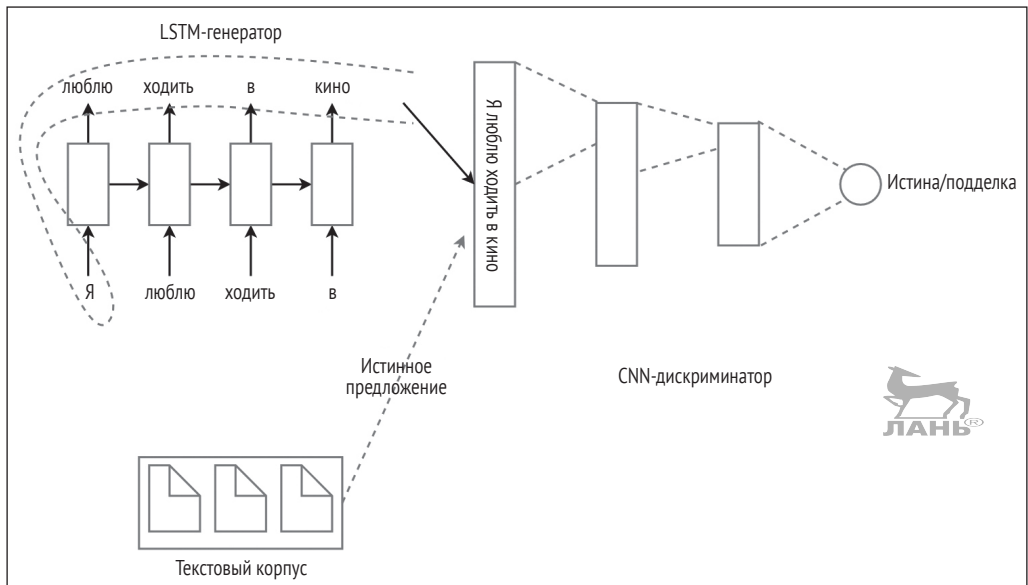 LSTM-генератор
люблю ходить в кино
Я люблю ходить в кино
Истина/подделка
Я люблю ходить в
Истинное
предложение
CNN-дискриминатор
ЛАНЬ®
Текстовый корпус